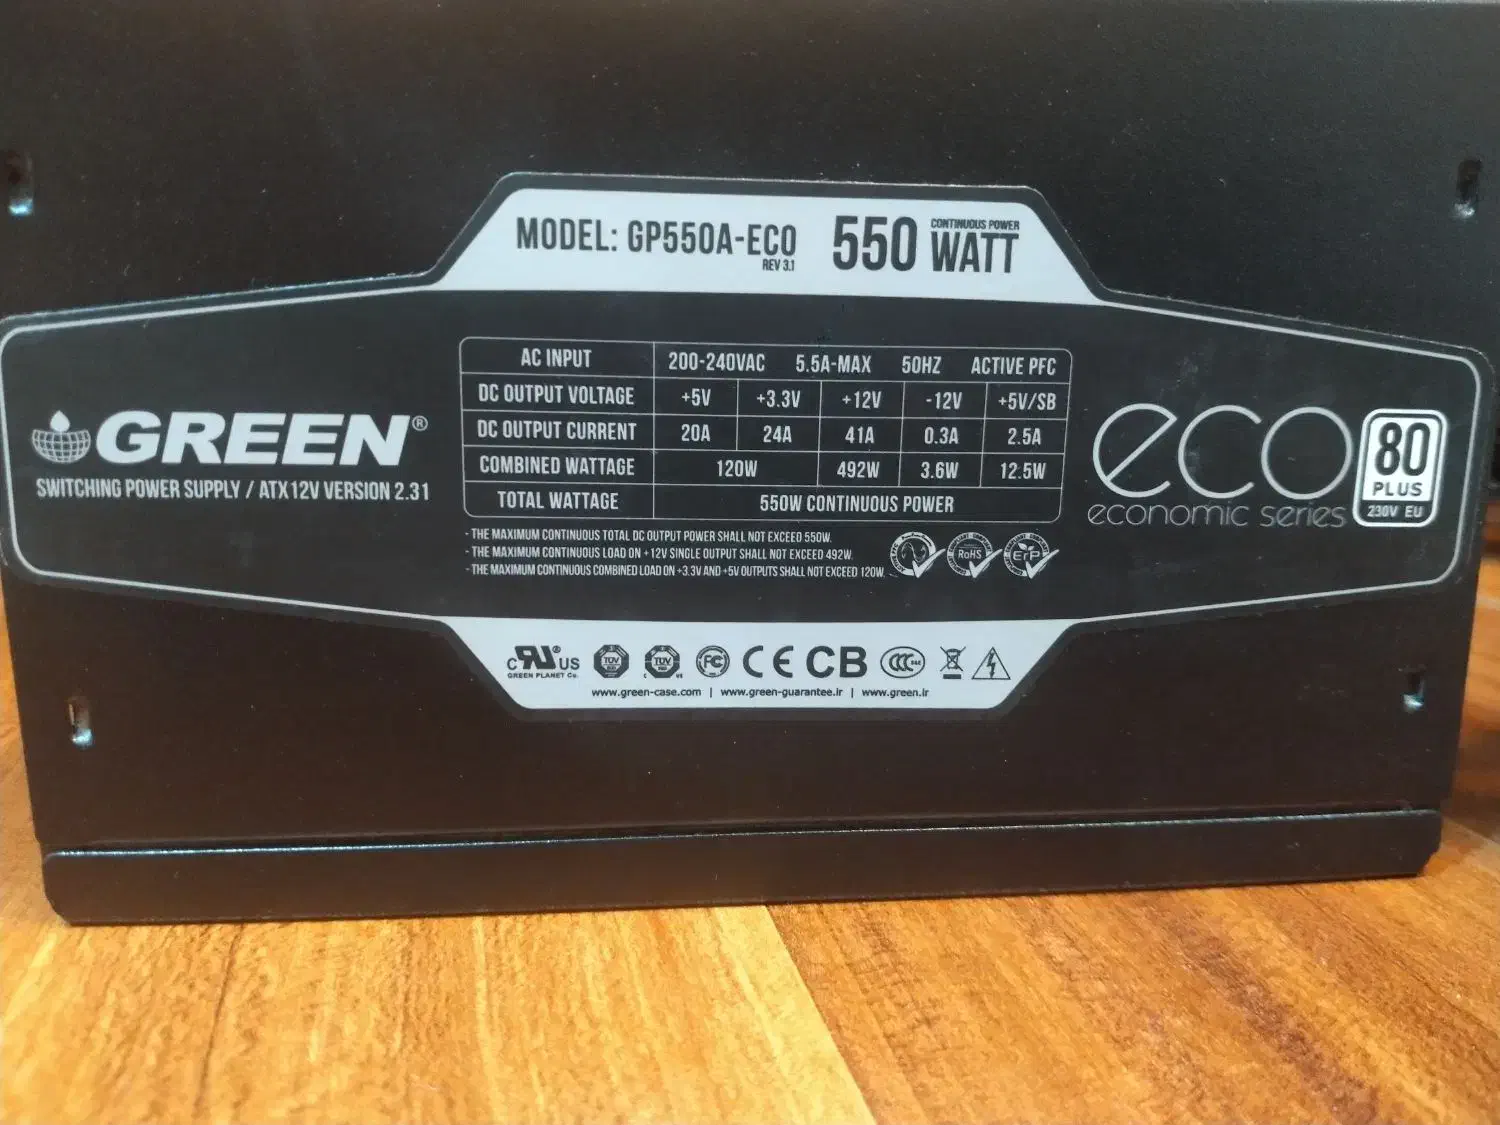 MODEL: GP550A-ECO
REV 3.1
550 CONTINUOUS POWER WATT
AC INPUT 200-240VAC 5.5A-MAX 50HZ ACTIVE PFC
DC OUTPUT VOLTAGE +5V +3.3V +12V -12V +5V/SB
DC OUTPUT CURRENT 20A 24A 41A 0.3A 2.5A
COMBINED WATTAGE 120W 492W 3.6W 12.5W
TOTAL WATTAGE 550W CONTINUOUS POWER
- THE MAXIMUM CONTINUOUS TOTAL DC OUTPUT POWER SHALL NOT EXCEED 550W.
- THE MAXIMUM CONTINUOUS LOAD ON +12V SINGLE OUTPUT SHALL NOT EXCEED 492W.
- THE MAXIMUM CONTINUOUS COMBINED LOAD ON +3.3V AND +5V OUTPUTS SHALL NOT EXCEED 120W.
GREEN®
SWITCHING POWER SUPPLY / ATX12V VERSION 2.31
eco
economic series
80
PLUS
230V EU
RoHS
ErP
c RU® US
GREEN PLANET Co.
TUV
TUV
FC
CE
CB
CCC
www.green-case.com | www.green-guarantee.ir | www.green.ir